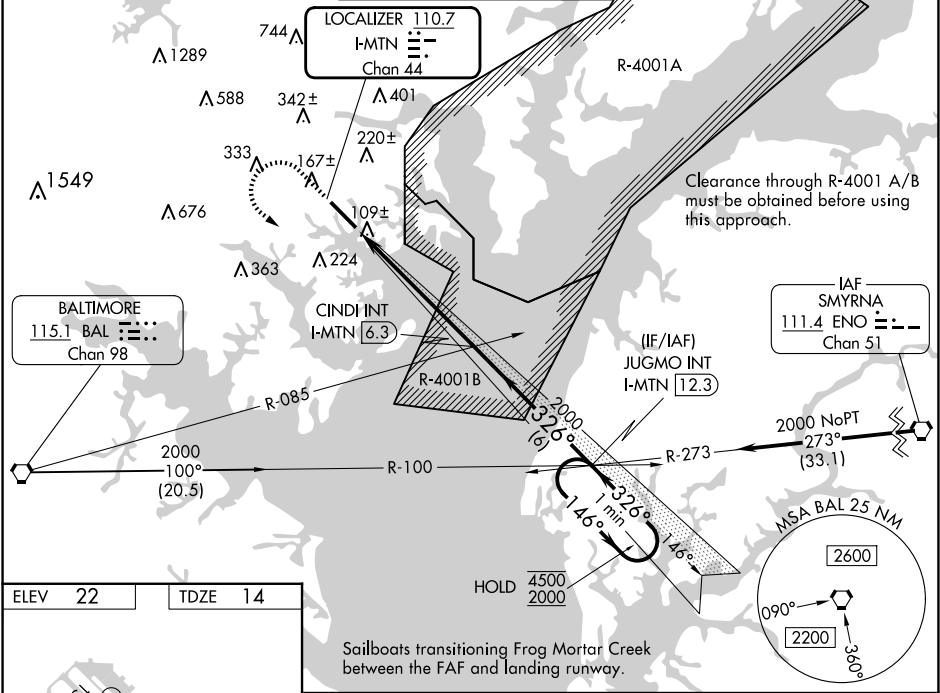 LOCALIZER 110.7
I-MTN
Chan 44
744
1289
588
342±
401
R-4001A
220±
333
167±
1549
676
109±
Clearance through R-4001 A/B
must be obtained before using
this approach.
363
224
BALTIMORE
115.1 BAL
Chan 98
CINDI INT
I-MTN 6.3
(IF/IAF)
JUGMO INT
I-MTN 12.3
IAF
SMYRNA
111.4 ENO
Chan 51
R-4001B
R-085
2000
326°
(6)
2000 NoPT
273°
(33.1)
R-273
2000
100°
(20.5)
R-100
326°
1 min
146°
146°
HOLD 4500
2000
MSA BAL 25 NM
2600
090°
2200
360°
ELEV 22
TDZE 14
Sailboats transitioning Frog Mortar Creek
between the FAF and landing runway.